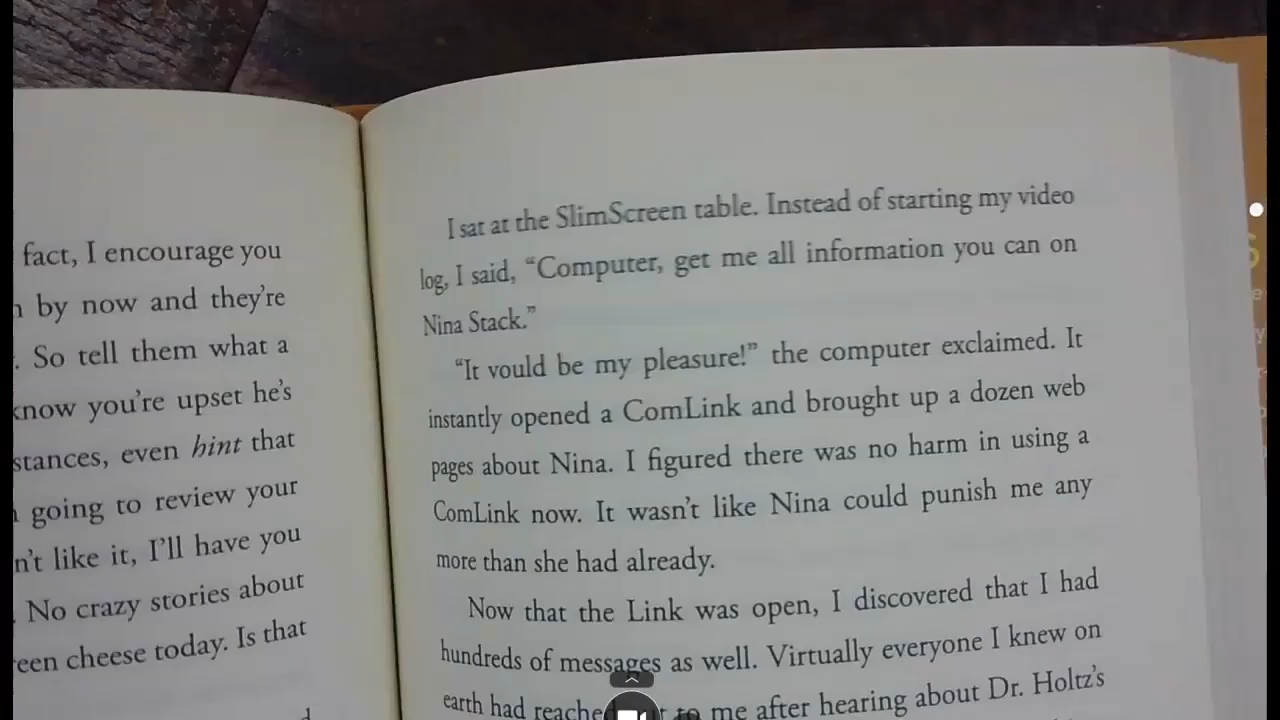 fact, I encourage you
by now and they're
. So tell them what a
know you're upset he's
stances, even hint that
going to review your
n't like it, I'll have you
. No crazy stories about
een cheese today. Is that
I sat at the SlimScreen table. Instead of starting my video
log, I said, “Computer, get me all information you can on
Nina Stack.”
“It vould be my pleasure!” the computer exclaimed. It
instantly opened a ComLink and brought up a dozen web
pages about Nina. I figured there was no harm in using a
ComLink now. It wasn't like Nina could punish me any
more than she had already.
Now that the Link was open, I discovered that I had
hundreds of messages as well. Virtually everyone I knew on
earth had reached to me after hearing about Dr. Holtz's